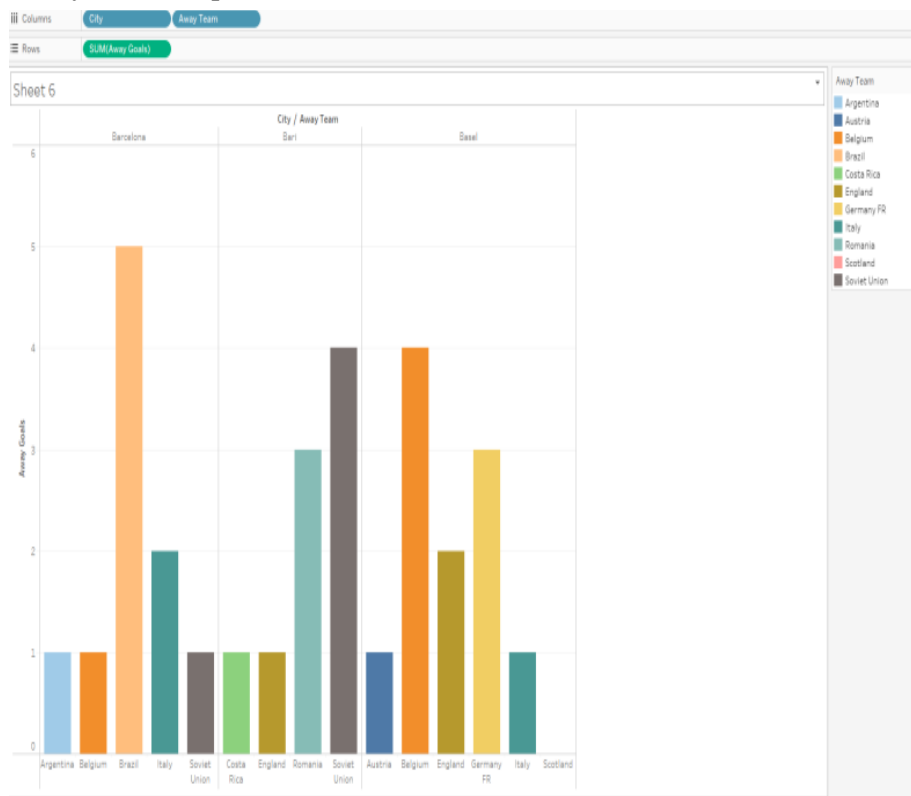 Columns City Away Team
Rows SUM(Away Goals)
Sheet 6
City / Away Team
Barcelona Bari Basel
6
5
4
3
2
1
0
Away Goals
Argentina Belgium Brazil Italy Soviet Union Costa Rica England Romania Soviet Union Austria Belgium England Germany FR Italy Scotland
Away Team
Argentina
Austria
Belgium
Brazil
Costa Rica
England
Germany FR
Italy
Romania
Scotland
Soviet Union